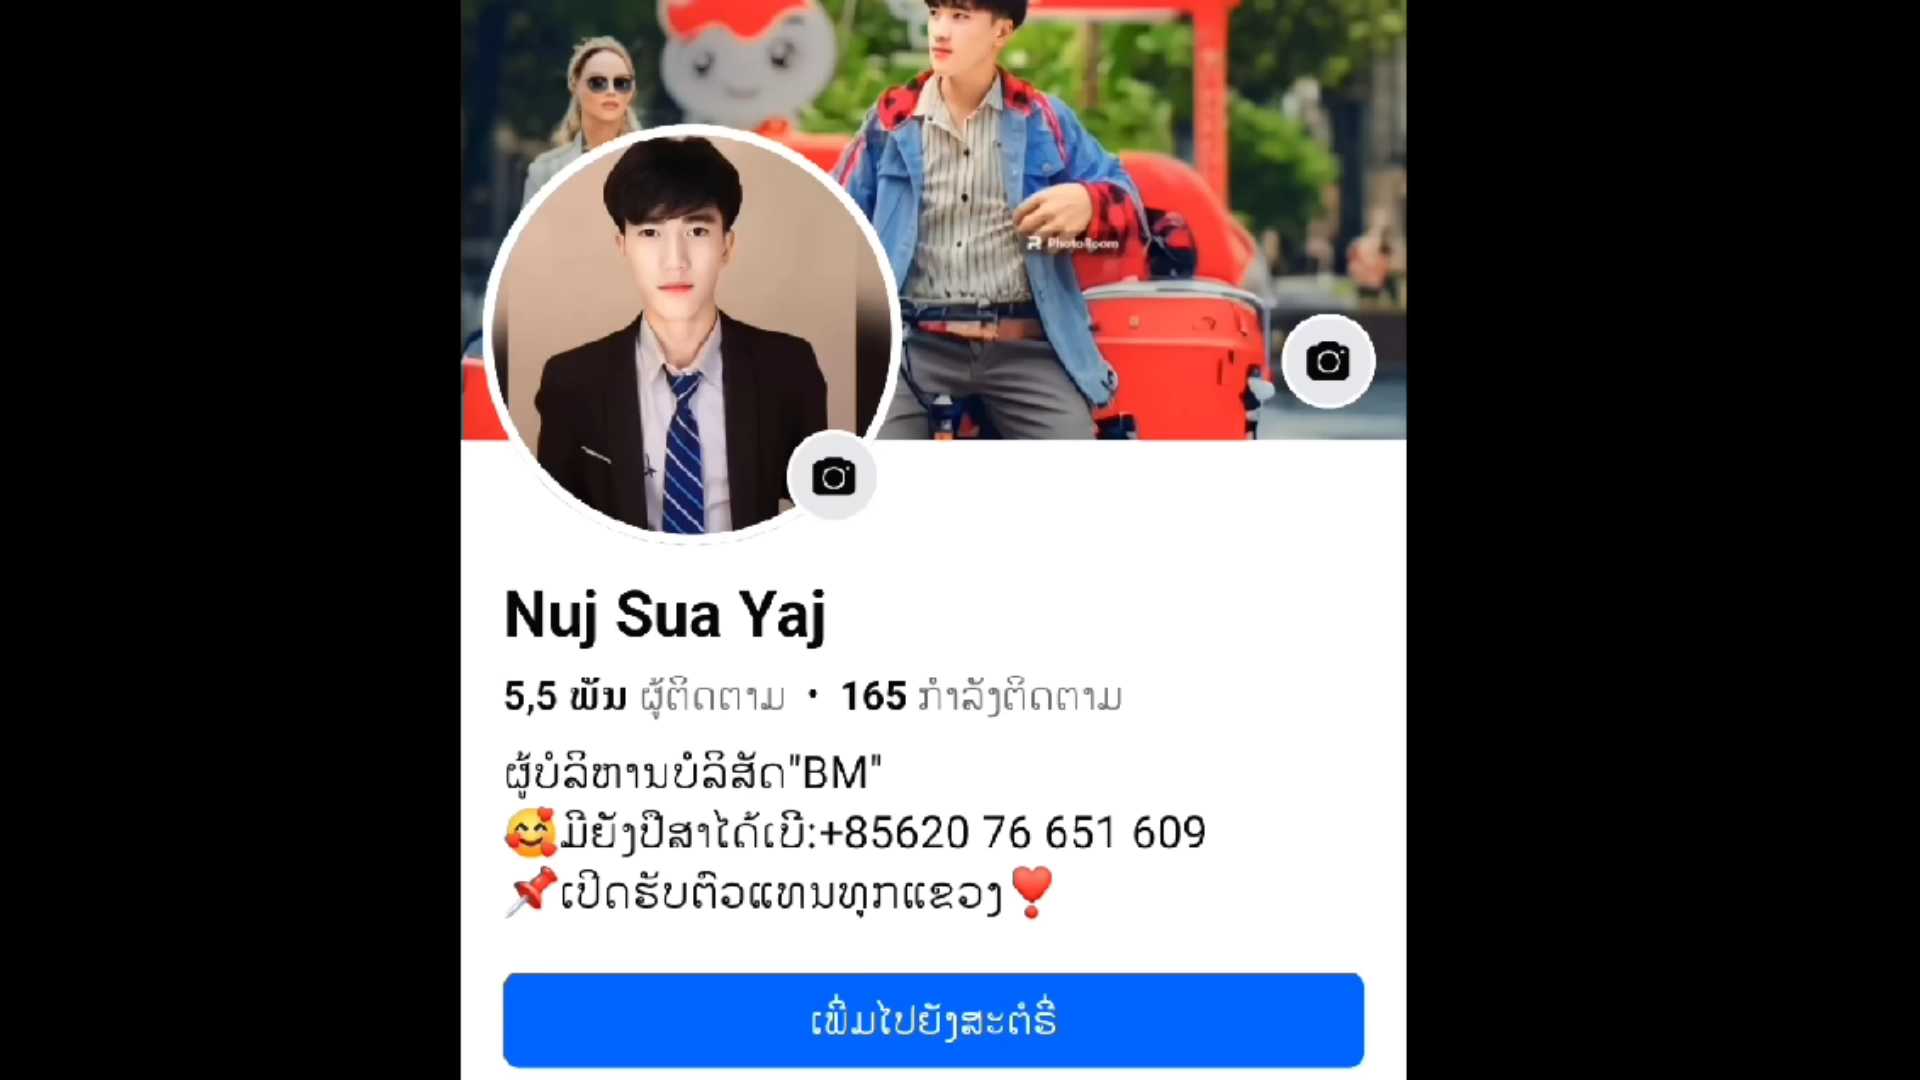 PhotoRoom
Nuj Sua Yaj
5,5 ພັນ ຜູ້ຕິດຕາມ • 165 ກຳລັງຕິດຕາມ
ຜູ້ບໍລິຫານບໍລິສັດ"BM"
🥰ມີຍັງປຶສາໄດ້ເບີ:+85620 76 651 609
📌ເປີດຮັບຕົວແທນທຸກແຂວງ❣️
ເພີ່ມໄປຍັງສະຕໍຣີ່